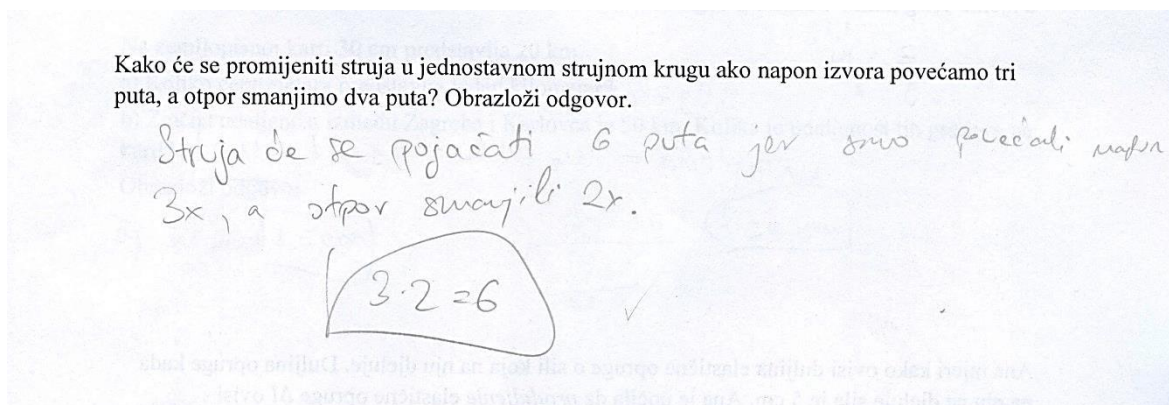 Kako će se promijeniti struja u jednostavnom strujnom krugu ako napon izvora povećamo tri
puta, a otpor smanjimo dva puta? Obrazloži odgovor.
Struja će se pojačati 6 puta jer smo povećali napon
3x, a otpor smanjili 2x.
3·2=6